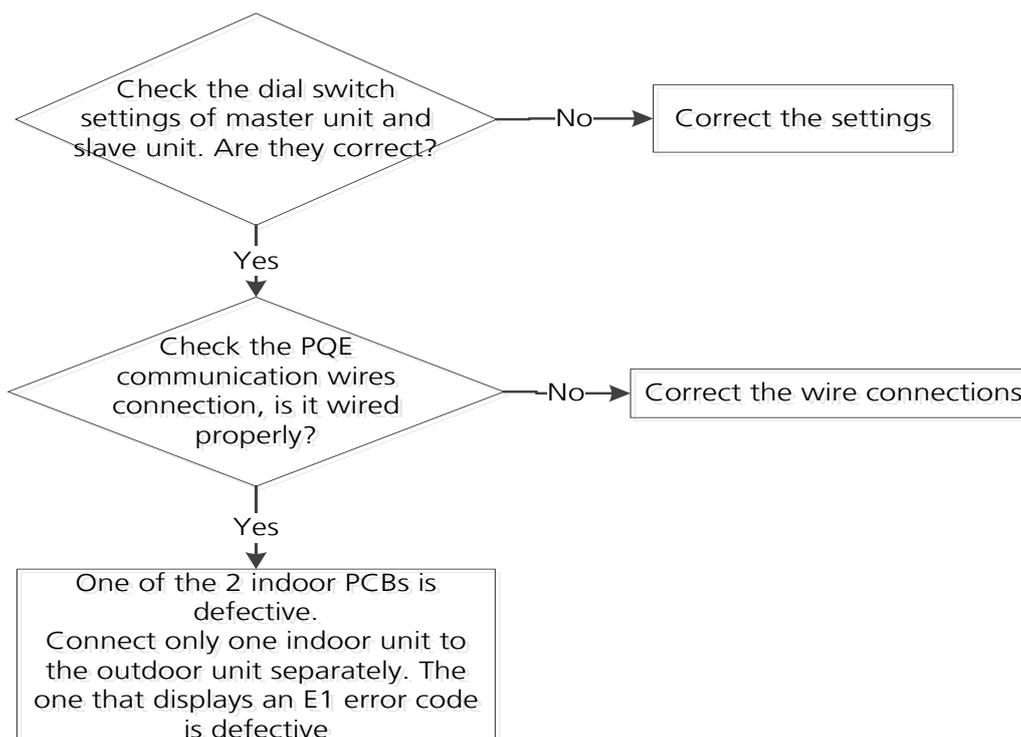 Check the dial switch
settings of master unit and
slave unit. Are they correct?
No
Correct the settings
Yes
Check the PQE
communication wires
connection, is it wired
properly?
No
Correct the wire connections
Yes
One of the 2 indoor PCBs is
defective.
Connect only one indoor unit to
the outdoor unit separately. The
one that displays an E1 error code
is defective